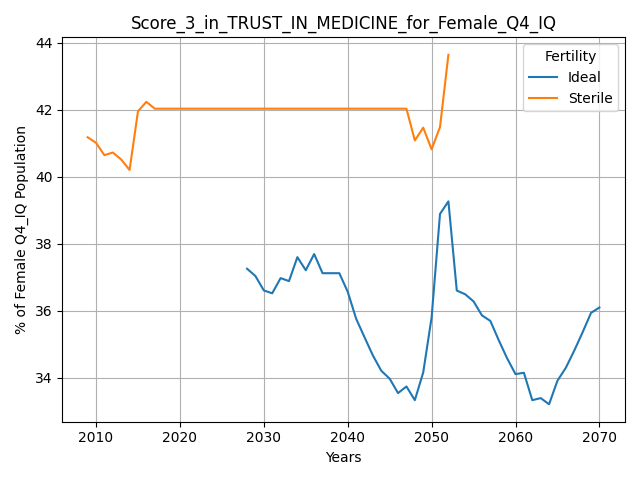 Score_3_in_TRUST_IN_MEDICINE_for_Female_Q4_IQ
% of Female Q4_IQ Population
44
42
40
38
36
34
Fertility
Ideal
Sterile
2010 2020 2030 2040 2050 2060 2070
Years